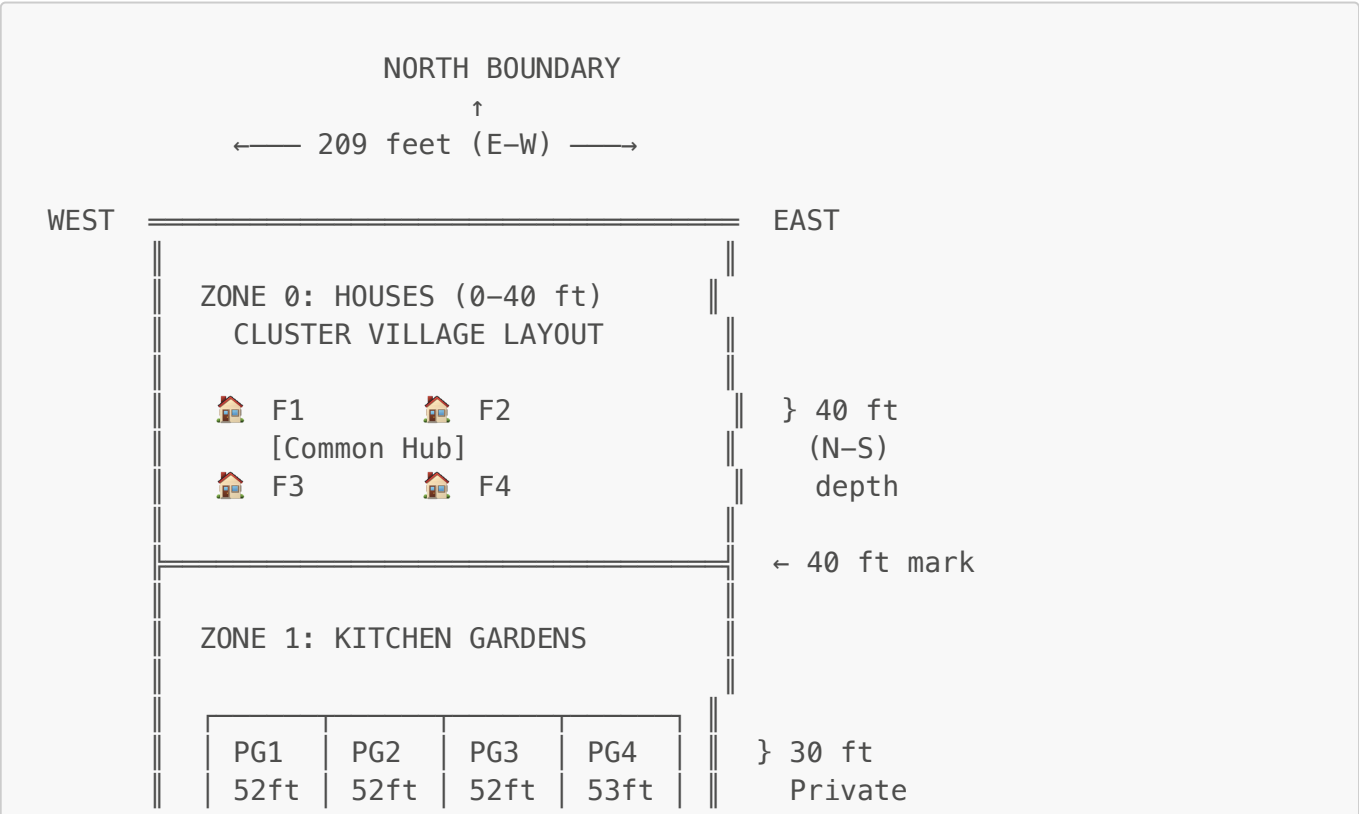 NORTH BOUNDARY
↑
←─── 209 feet (E-W) ───→
WEST ═══════════════════════════════════ EAST
║ ║
║ ZONE 0: HOUSES (0-40 ft) ║
║ CLUSTER VILLAGE LAYOUT ║
║ ║
║ 🏠 F1 🏠 F2 ║ } 40 ft
║ [Common Hub] ║ (N-S)
║ 🏠 F3 🏠 F4 ║ depth
║ ║
╠══════════════════════════════════╣ ← 40 ft mark
║ ║
║ ZONE 1: KITCHEN GARDENS ║
║ ║
║ ┌──────┬──────┬──────┬──────┐ ║
║ │ PG1 │ PG2 │ PG3 │ PG4 │ ║ } 30 ft
║ │ 52ft │ 52ft │ 52ft │ 53ft │ ║ Private